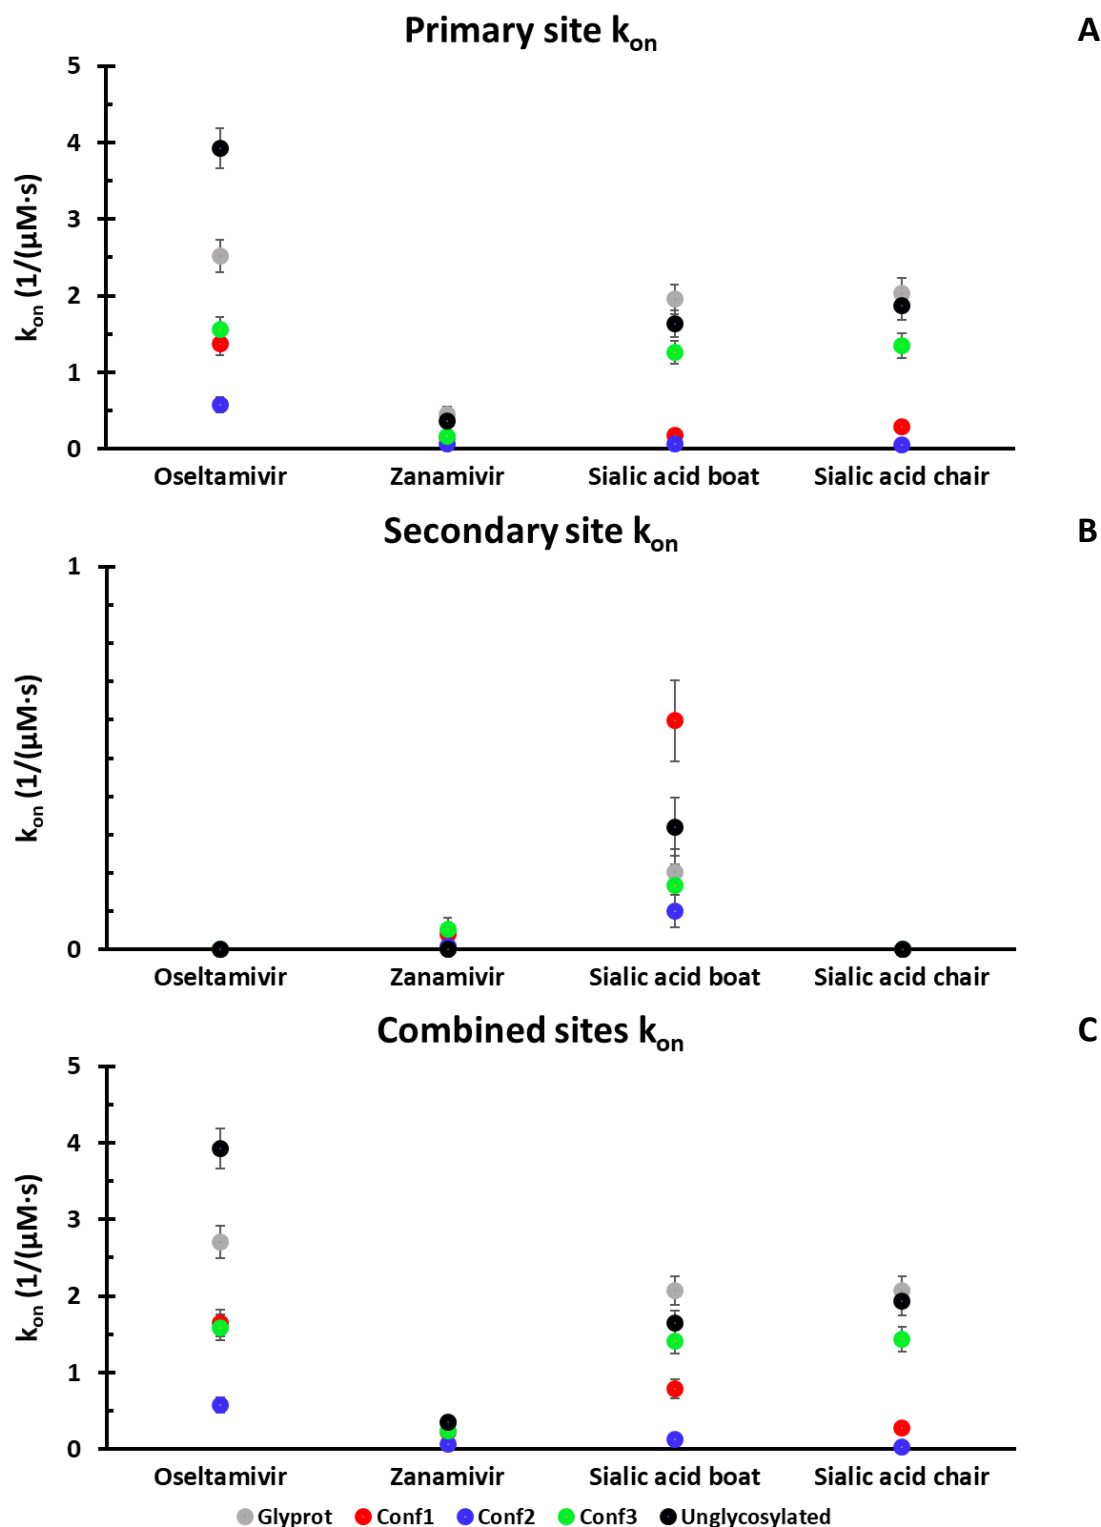 Primary site kon
A
5
4
3
2
1
0
kon (1/(μM·s)
Oseltamivir Zanamivir Sialic acid boat Sialic acid chair
Secondary site kon
B
1
0
kon (1/(μM·s)
Oseltamivir Zanamivir Sialic acid boat Sialic acid chair
Combined sites kon
C
5
4
3
2
1
0
kon (1/(μM·s)
Oseltamivir Zanamivir Sialic acid boat Sialic acid chair
Glyprot Conf1 Conf2 Conf3 Unglycosylated